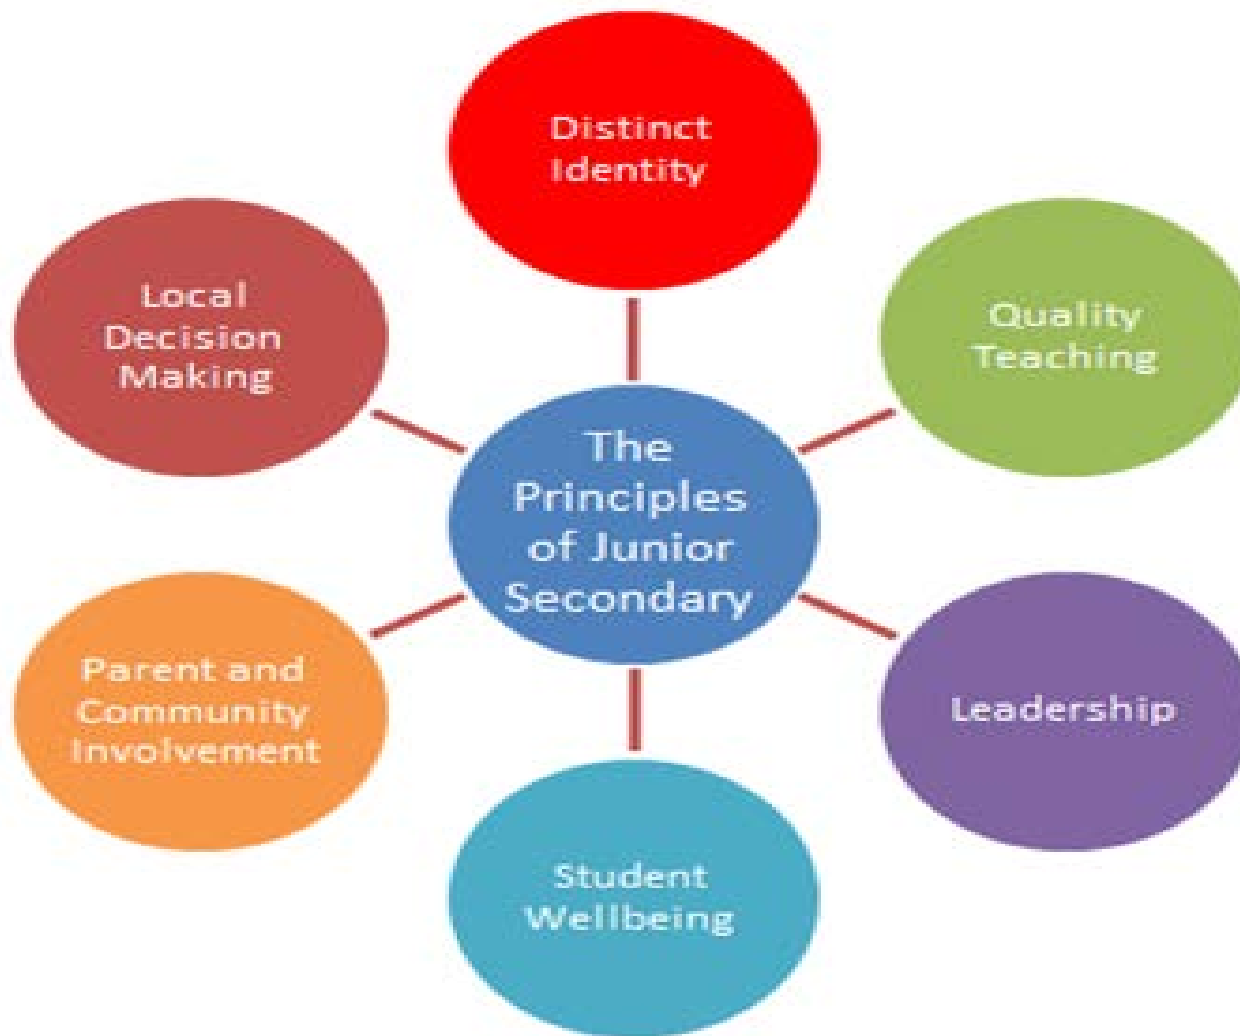 Distinct
Identity
Local
Decision
Making
Quality
Teaching
The
Principles
of Junior
Secondary
Parent and
Community
Involvement
Leadership
Student
Wellbeing